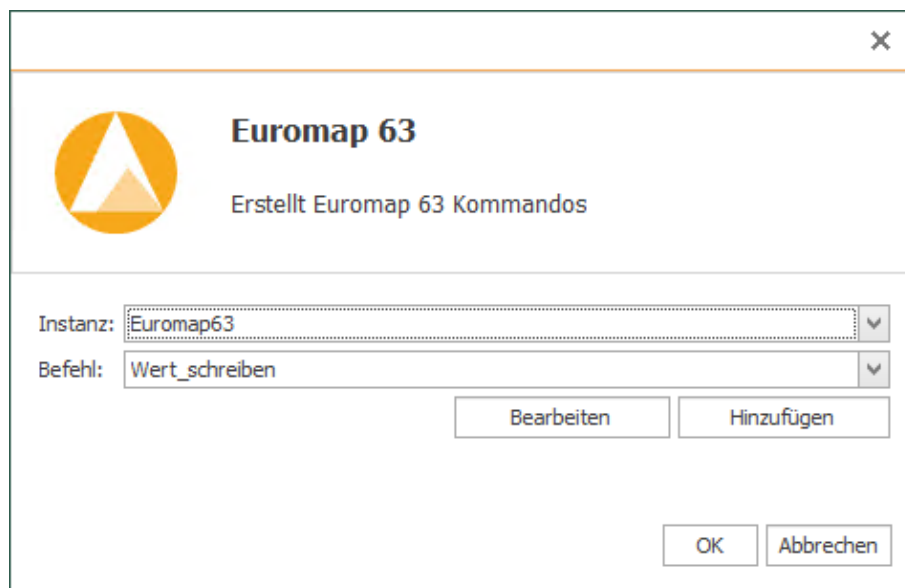 Euromap 63
Erstellt Euromap 63 Kommandos
Instanz: Euromap63
Befehl: Wert_schreiben
Bearbeiten Hinzufügen
OK Abbrechen